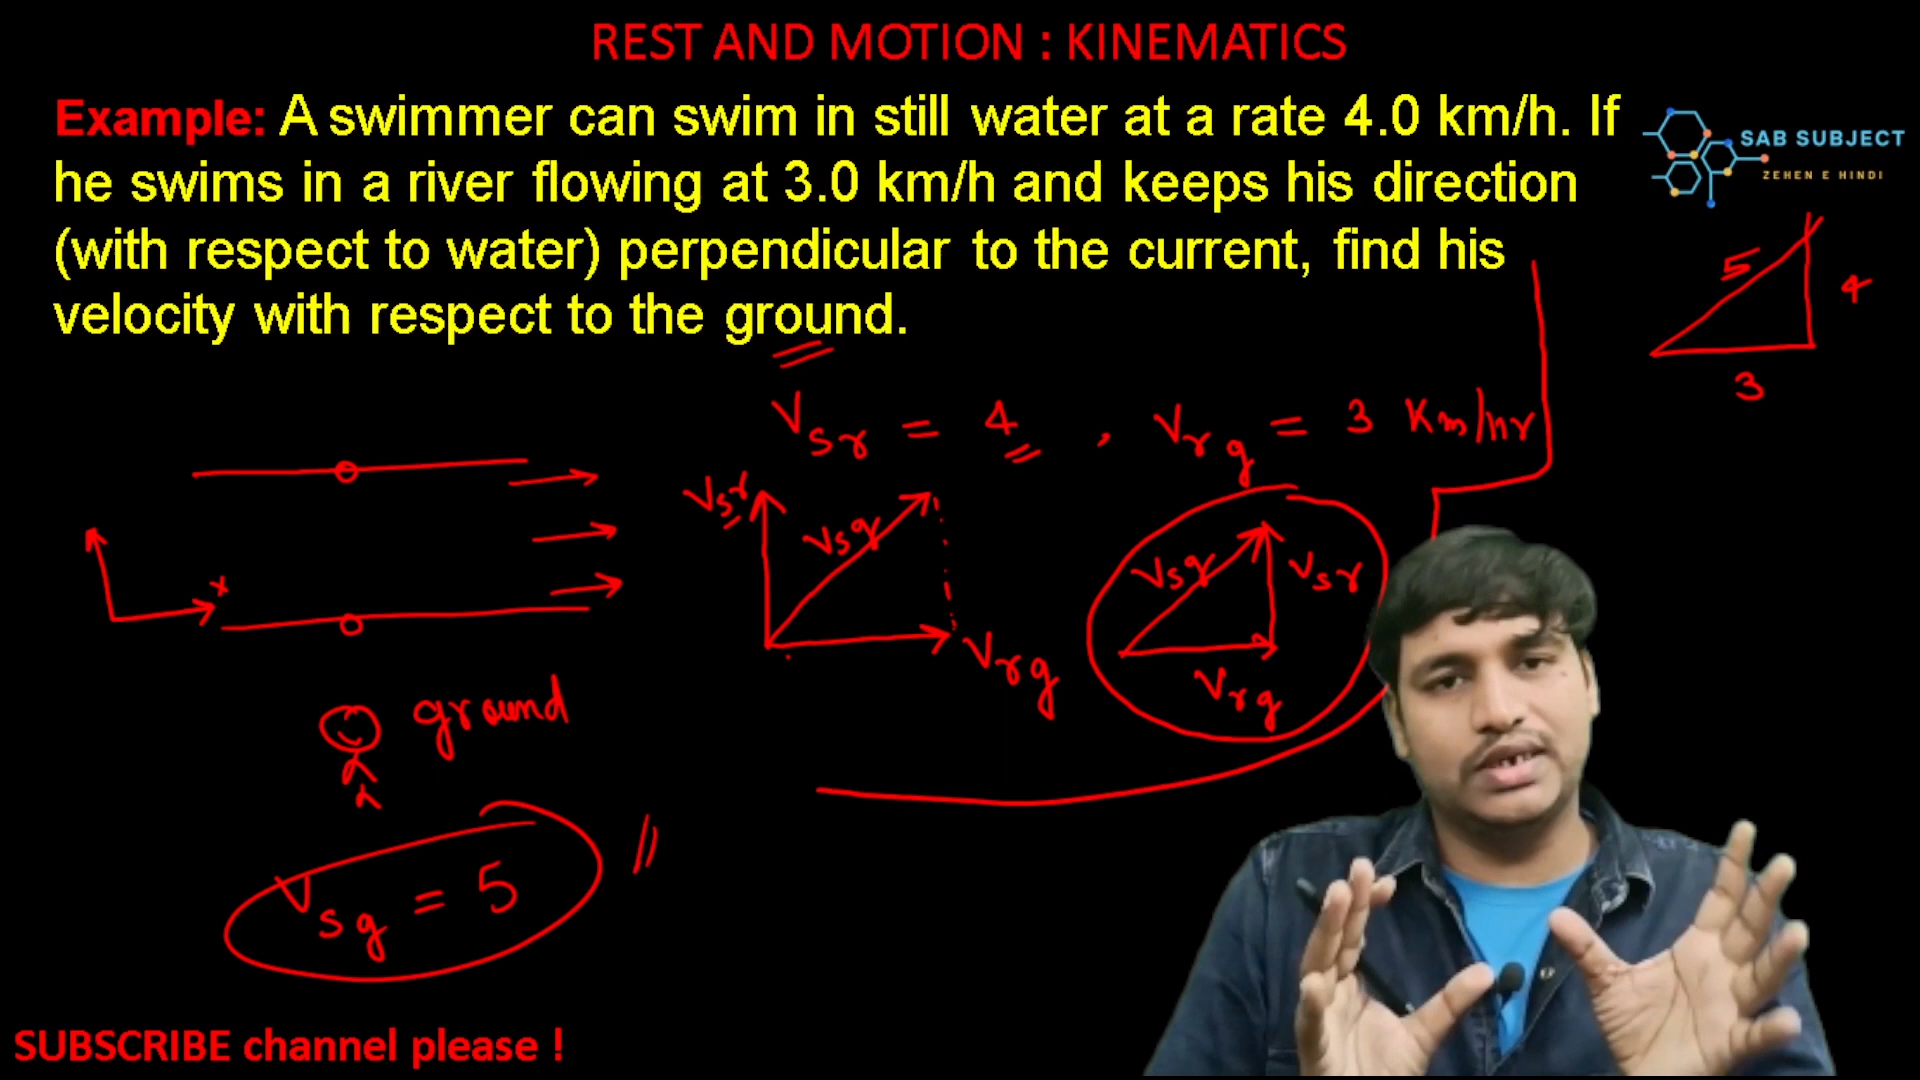 REST AND MOTION : KINEMATICS
Example: A swimmer can swim in still water at a rate 4.0 km/h. If
he swims in a river flowing at 3.0 km/h and keeps his direction
(with respect to water) perpendicular to the current, find his
velocity with respect to the ground.
SAB SUBJECT
ZEHEN E HINDI
5
4
3
Vsr = 4 , Vrg = 3 Km/hr
Vsr
Vsg
Vrg
Vsg
Vsr
Vrg
x
ground
Vsg = 5
SUBSCRIBE channel please !